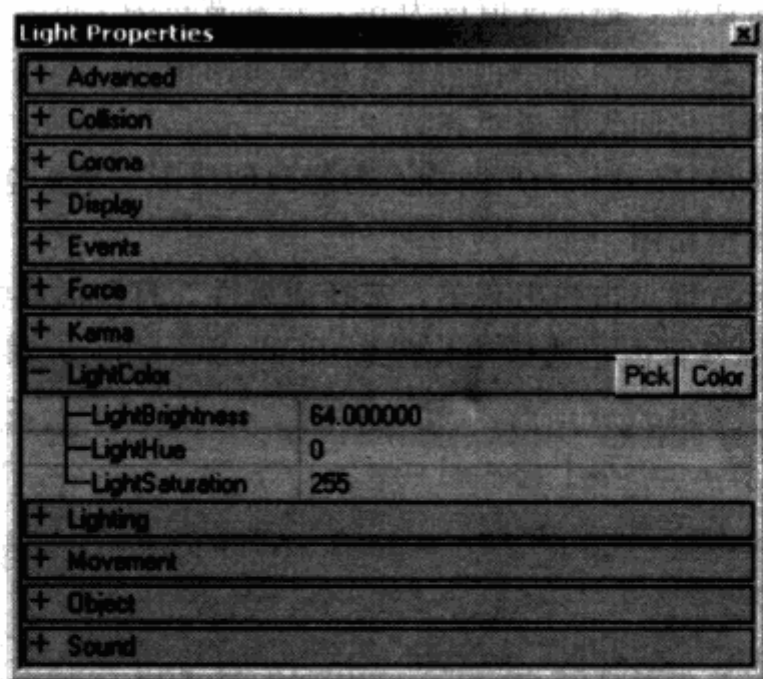 Light Properties
+ Advanced
+ Collision
+ Corona
+ Display
+ Events
+ Force
+ Karma
- LightColor Pick Color
LightBrightness 64.000000
LightHue 0
LightSaturation 255
+ Lighting
+ Movement
+ Object
+ Sound